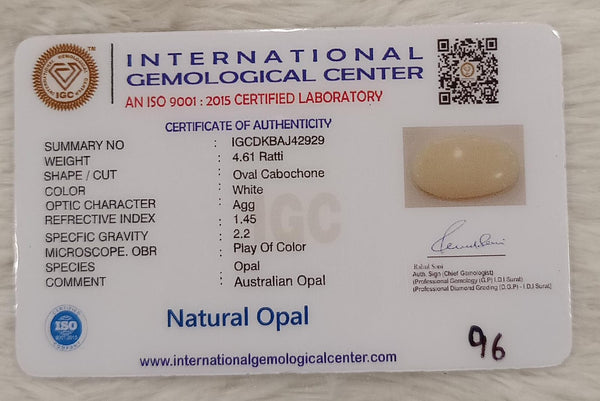 INTERNATIONAL
GEMOLOGICAL CENTER
AN ISO 9001 : 2015 CERTIFIED LABORATORY
IGC
TM
CERTIFICATE OF AUTHENTICITY
SUMMARY NO : IGCDKBAJ42929
WEIGHT : 4.61 Ratti
SHAPE / CUT : Oval Cabochone
COLOR : White
OPTIC CHARACTER : Agg
REFRECTIVE INDEX : 1.45
SPECFIC GRAVITY : 2.2
MICROSCOPE. OBR : Play Of Color
SPECIES : Opal
COMMENT : Australian Opal
IGC
Rahul Soni
Auth. Sign (Chief Gamologist)
(Professional Gemology (G.P) I.D.I Surat)
(Professional Diamond Grading (D.G.P) - I.D.I Surat)
ISO
Natural Opal
www.internationalgemologicalcenter.com
96